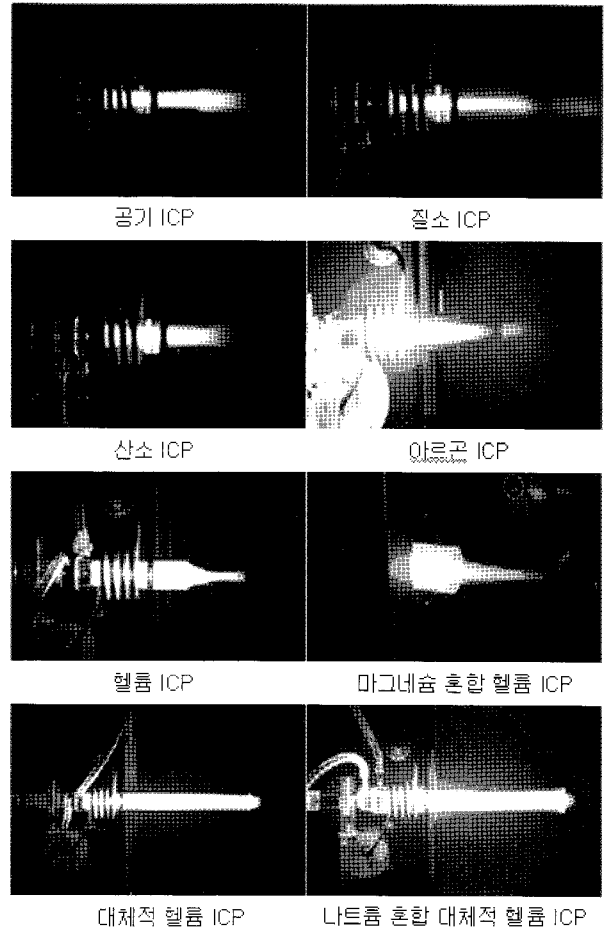 공기 ICP
질소 ICP
산소 ICP
아르곤 ICP
헬륨 ICP
마그네슘 혼합 헬륨 ICP
대체적 헬륨 ICP
나트륨 혼합 대체적 헬륨 ICP